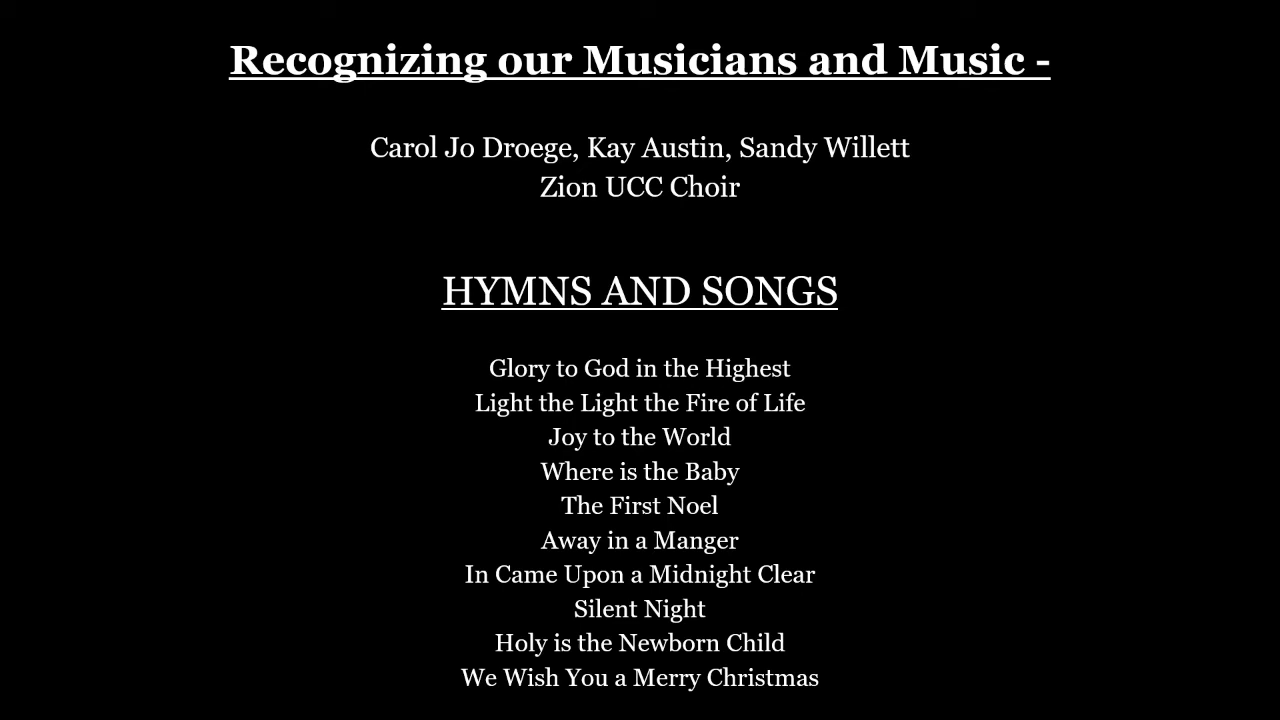 Recognizing our Musicians and Music -
Carol Jo Droege, Kay Austin, Sandy Willett
Zion UCC Choir
HYMNS AND SONGS
Glory to God in the Highest
Light the Light the Fire of Life
Joy to the World
Where is the Baby
The First Noel
Away in a Manger
In Came Upon a Midnight Clear
Silent Night
Holy is the Newborn Child
We Wish You a Merry Christmas